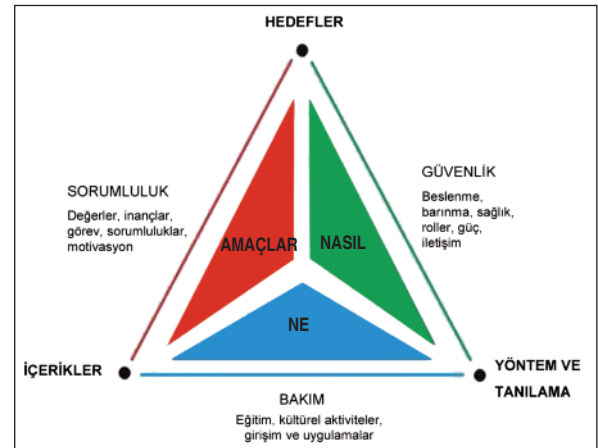 HEDEFLER
SORUMLULUK
Değerler, inançlar,
görev, sorumluluklar,
motivasyon
GÜVENLİK
Beslenme,
barınma, sağlık,
roller, güç,
iletişim
AMAÇLAR
NASIL
NE
İÇERİKLER
YÖNTEM VE
TANILAMA
BAKIM
Eğitim, kültürel aktiviteler,
girişim ve uygulamalar